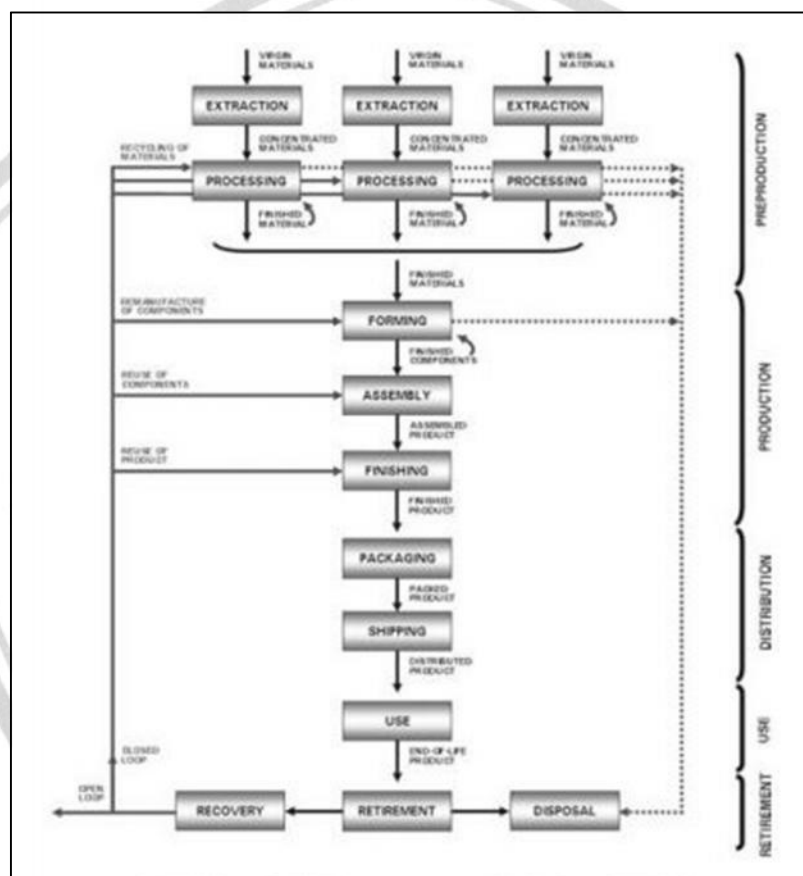 VIRGIN
MATERIALS
VIRGIN
MATERIALS
VIRGIN
MATERIALS
EXTRACTION
EXTRACTION
EXTRACTION
RECYCLING OF
MATERIALS
CONCENTRATED
MATERIALS
CONCENTRATED
MATERIALS
CONCENTRATED
MATERIALS
PROCESSING
PROCESSING
PROCESSING
FINISHED
MATERIAL
FINISHED
MATERIAL
FINISHED
MATERIAL
PREPRODUCTION
FINISHED
MATERIALS
REMANUFACTURE
OF COMPONENTS
FORMING
FINISHED
COMPONENTS
REUSE OF
COMPONENTS
ASSEMBLY
ASSEMBLED
PRODUCT
REUSE OF
PRODUCT
FINISHING
FINISHED
PRODUCT
PRODUCTION
PACKAGING
PACKED
PRODUCT
SHIPPING
DISTRIBUTED
PRODUCT
DISTRIBUTION
USE
END-OF-LIFE
PRODUCT
USE
CLOSED
LOOP
OPEN
LOOP
RECOVERY
RETIREMENT
DISPOSAL
RETIREMENT